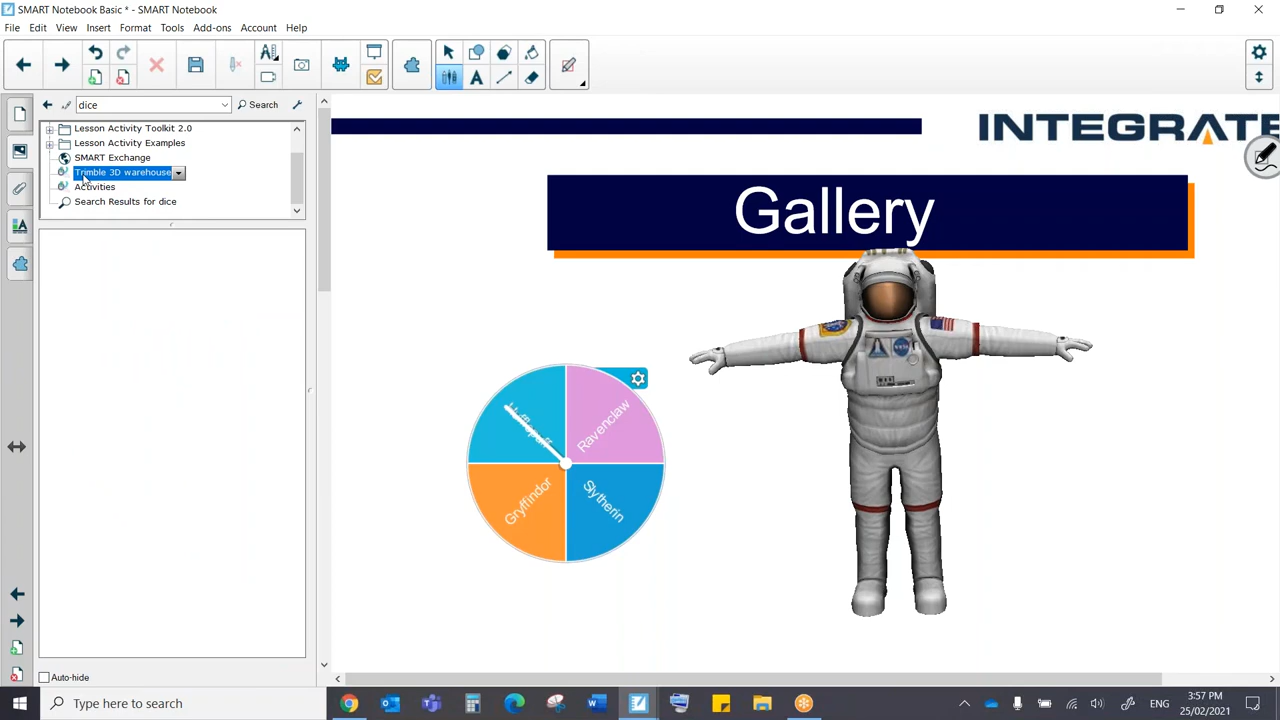 SMART Notebook Basic * - SMART Notebook
File Edit View Insert Format Tools Add-ons Account Help
dice
Search
Lesson Activity Toolkit 2.0
Lesson Activity Examples
SMART Exchange
Trimble 3D warehouse
Activities
Search Results for dice
INTEGRATE
Gallery
Ravenclaw
Gryffindor
Slytherin
Auto-hide
Type here to search
ENG
3:57 PM
25/02/2021